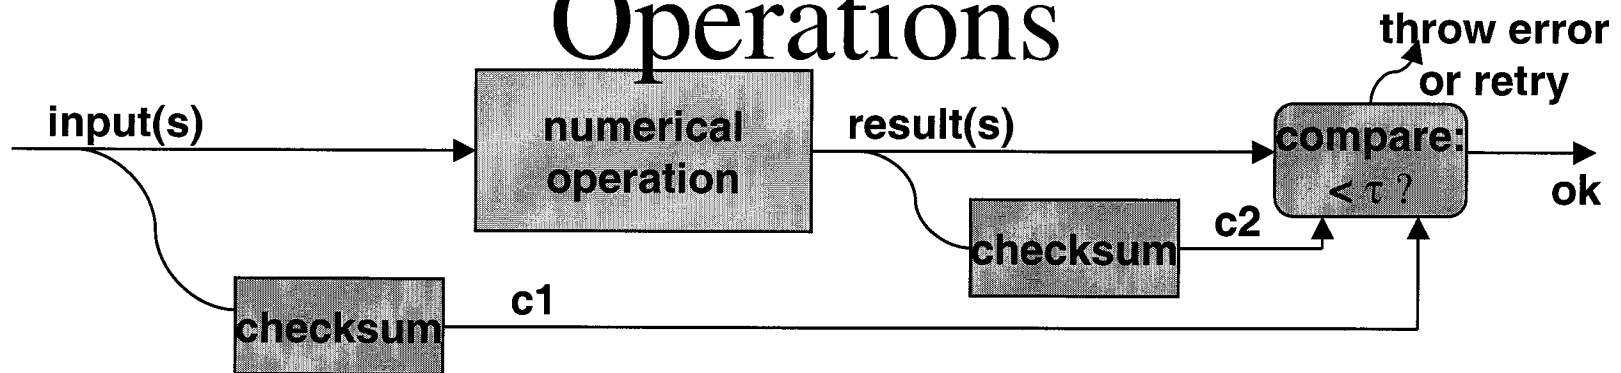 Operations
throw error
or retry
input(s)
numerical
operation
result(s)
compare:
< τ ?
ok
checksum
c2
checksum
c1